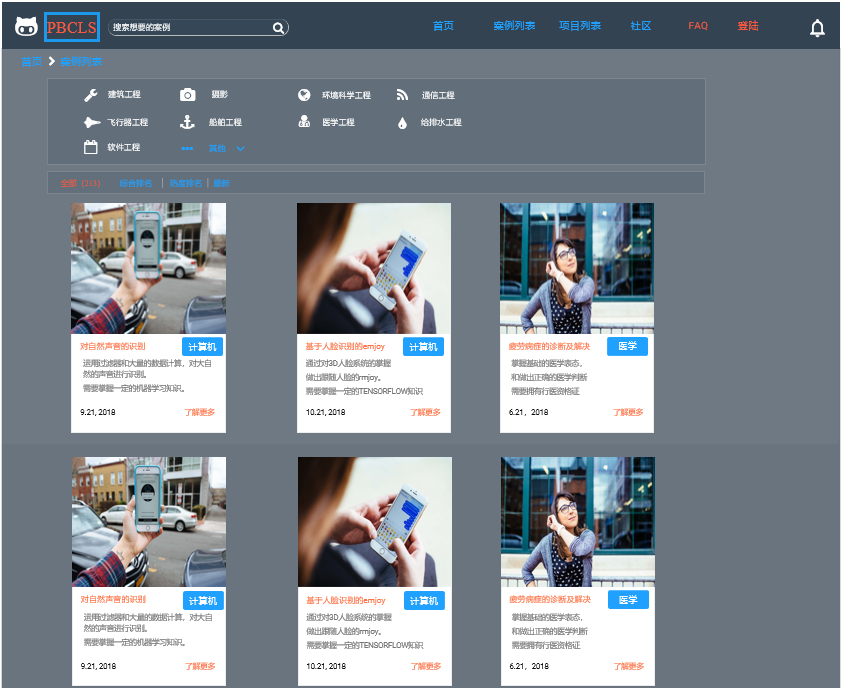 PBCLS
搜索想要的案例
首页 案例列表 项目列表 社区 FAQ 登陆
首页 案例列表
建筑工程 摄影 环境科学工程 通信工程
飞行器工程 船舶工程 医学工程 给排水工程
软件工程 其他
全部 (213) 综合排名 | 热度排名 | 最新
对自然声音的识别 计算机
运用过滤器和大量的数据计算，对大自
然的声音进行识别。
需要掌握一定的机器学习知识。
9.21, 2018 了解更多
基于人脸识别的emjoy 计算机
通过对3D人脸系统的掌握
做出跟随人脸的rmjoy。
需要掌握一定的TENSORFLOW知识
10.21, 2018 了解更多
疲劳病症的诊断及解决 医学
掌握基础的医学表态，
和做出正确的医学判断
需要拥有行医资格证
6.21，2018 了解更多
对自然声音的识别 计算机
运用过滤器和大量的数据计算，对大自
然的声音进行识别。
需要掌握一定的机器学习知识。
9.21, 2018 了解更多
基于人脸识别的emjoy 计算机
通过对3D人脸系统的掌握
做出跟随人脸的rmjoy。
需要掌握一定的TENSORFLOW知识
10.21, 2018 了解更多
疲劳病症的诊断及解决 医学
掌握基础的医学表态，
和做出正确的医学判断
需要拥有行医资格证
6.21，2018 了解更多